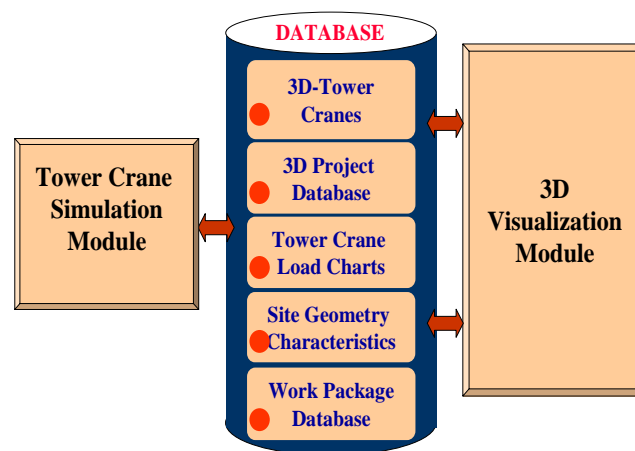 DATABASE
3D-Tower
Cranes
3D Project
Database
Tower Crane
Load Charts
Site Geometry
Characteristics
Work Package
Database
Tower Crane
Simulation
Module
3D
Visualization
Module